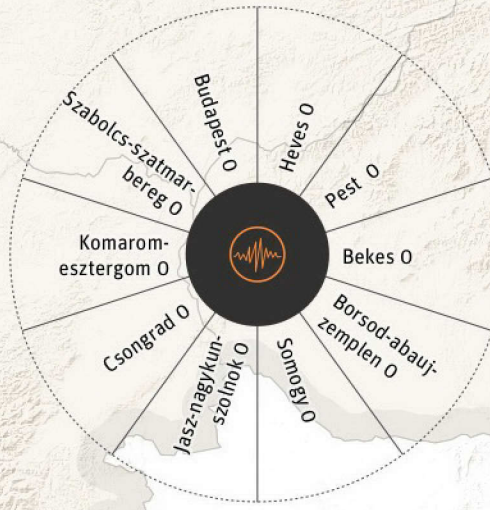 Heves 0
Pest 0
Bekes 0
Borsod-abauj-
zemplen 0
Somogy 0
Jasz-nagykun-
szolnok 0
Csongrad 0
Komarom-
esztergom 0
Szabolcs-szatmar-
bereg 0
Budapest 0